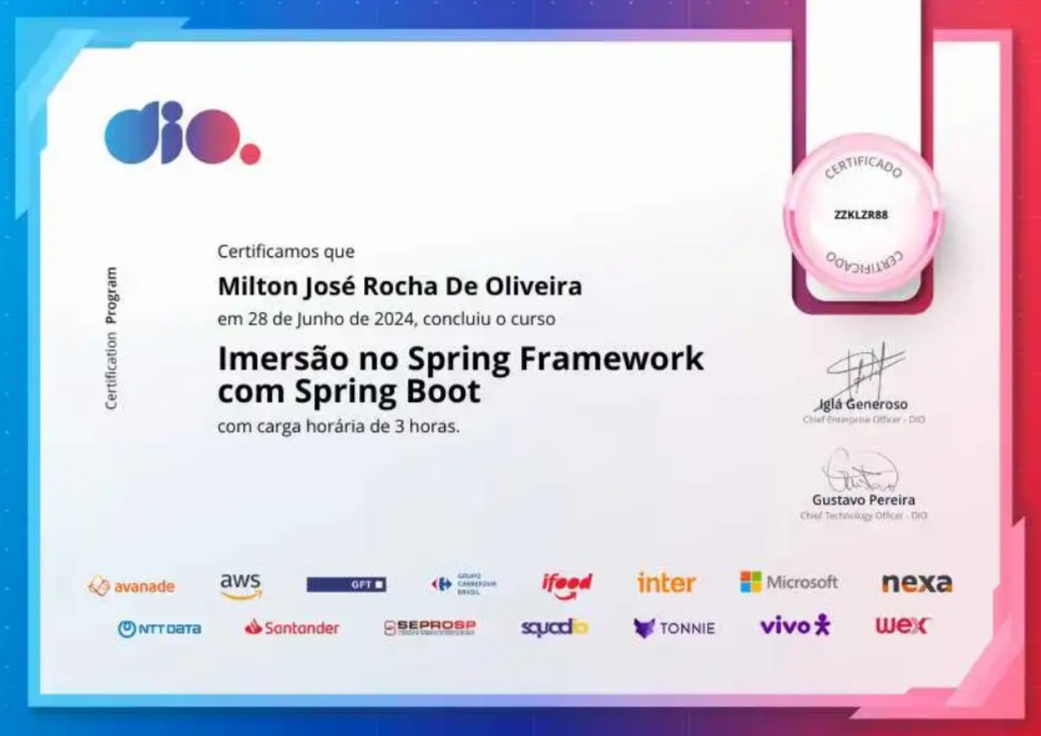 dio.
CERTIFICADO
ZZKLZR88
CERTIFICADO
Certification Program
Certificamos que
Milton José Rocha De Oliveira
em 28 de Junho de 2024, concluiu o curso
Imersão no Spring Framework
com Spring Boot
com carga horária de 3 horas.
Iglá Generoso
Chief Enterprise Officer - DIO
Gustavo Pereira
Chief Technology Officer - DIO
avanade aws GFT GRUPO CARREFOUR BRASIL ifood inter Microsoft nexa
NTT DATA Santander SEPROSP squadio TONNIE vivo wex